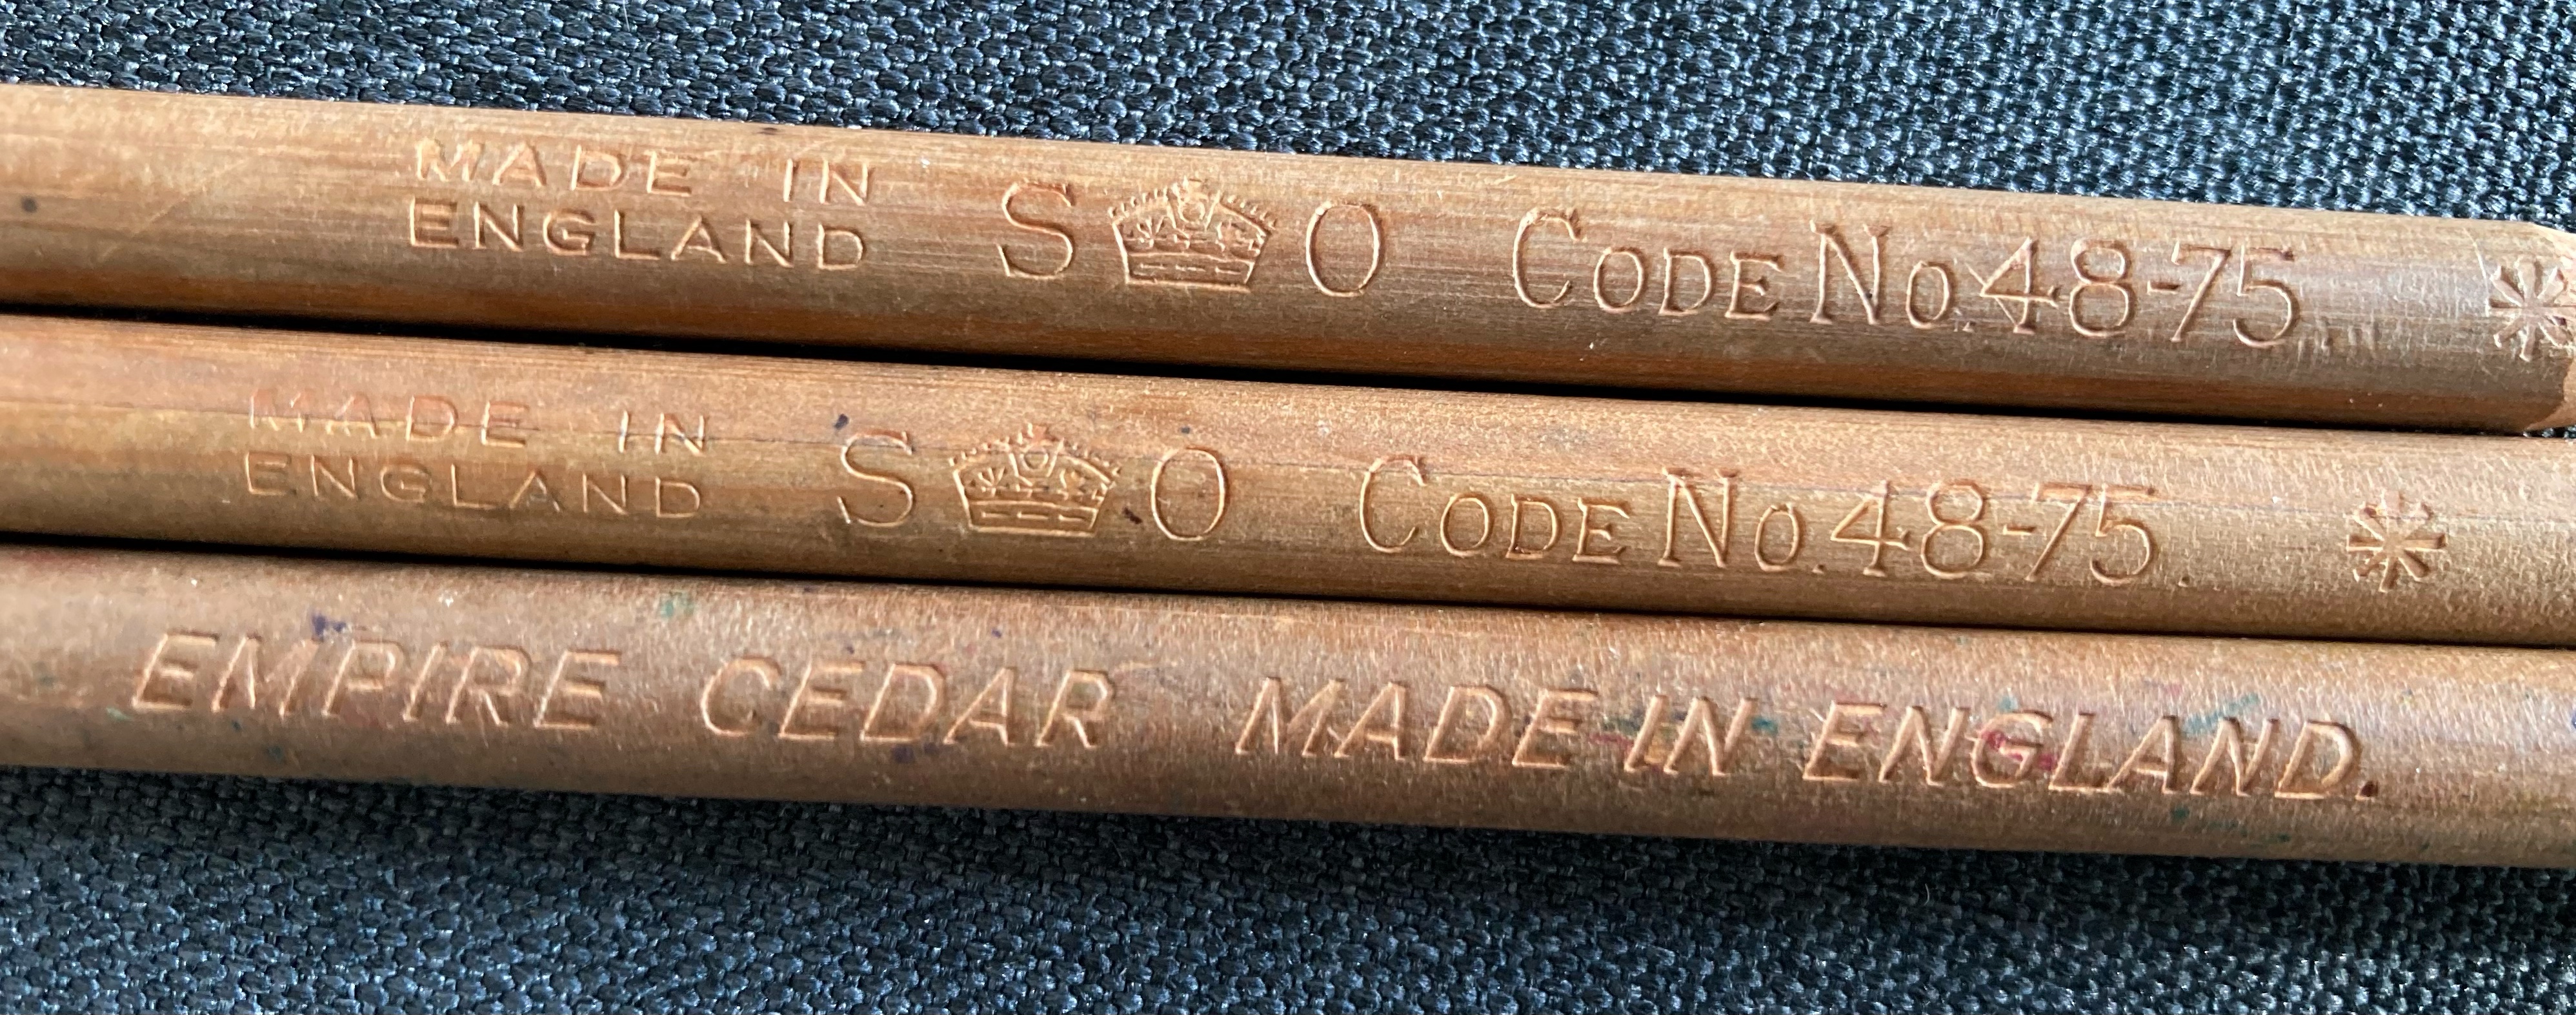 MADE IN
ENGLAND
S O CODE No. 48-75 *
MADE IN
ENGLAND
S O CODE No. 48-75 *
EMPIRE CEDAR MADE IN ENGLAND.